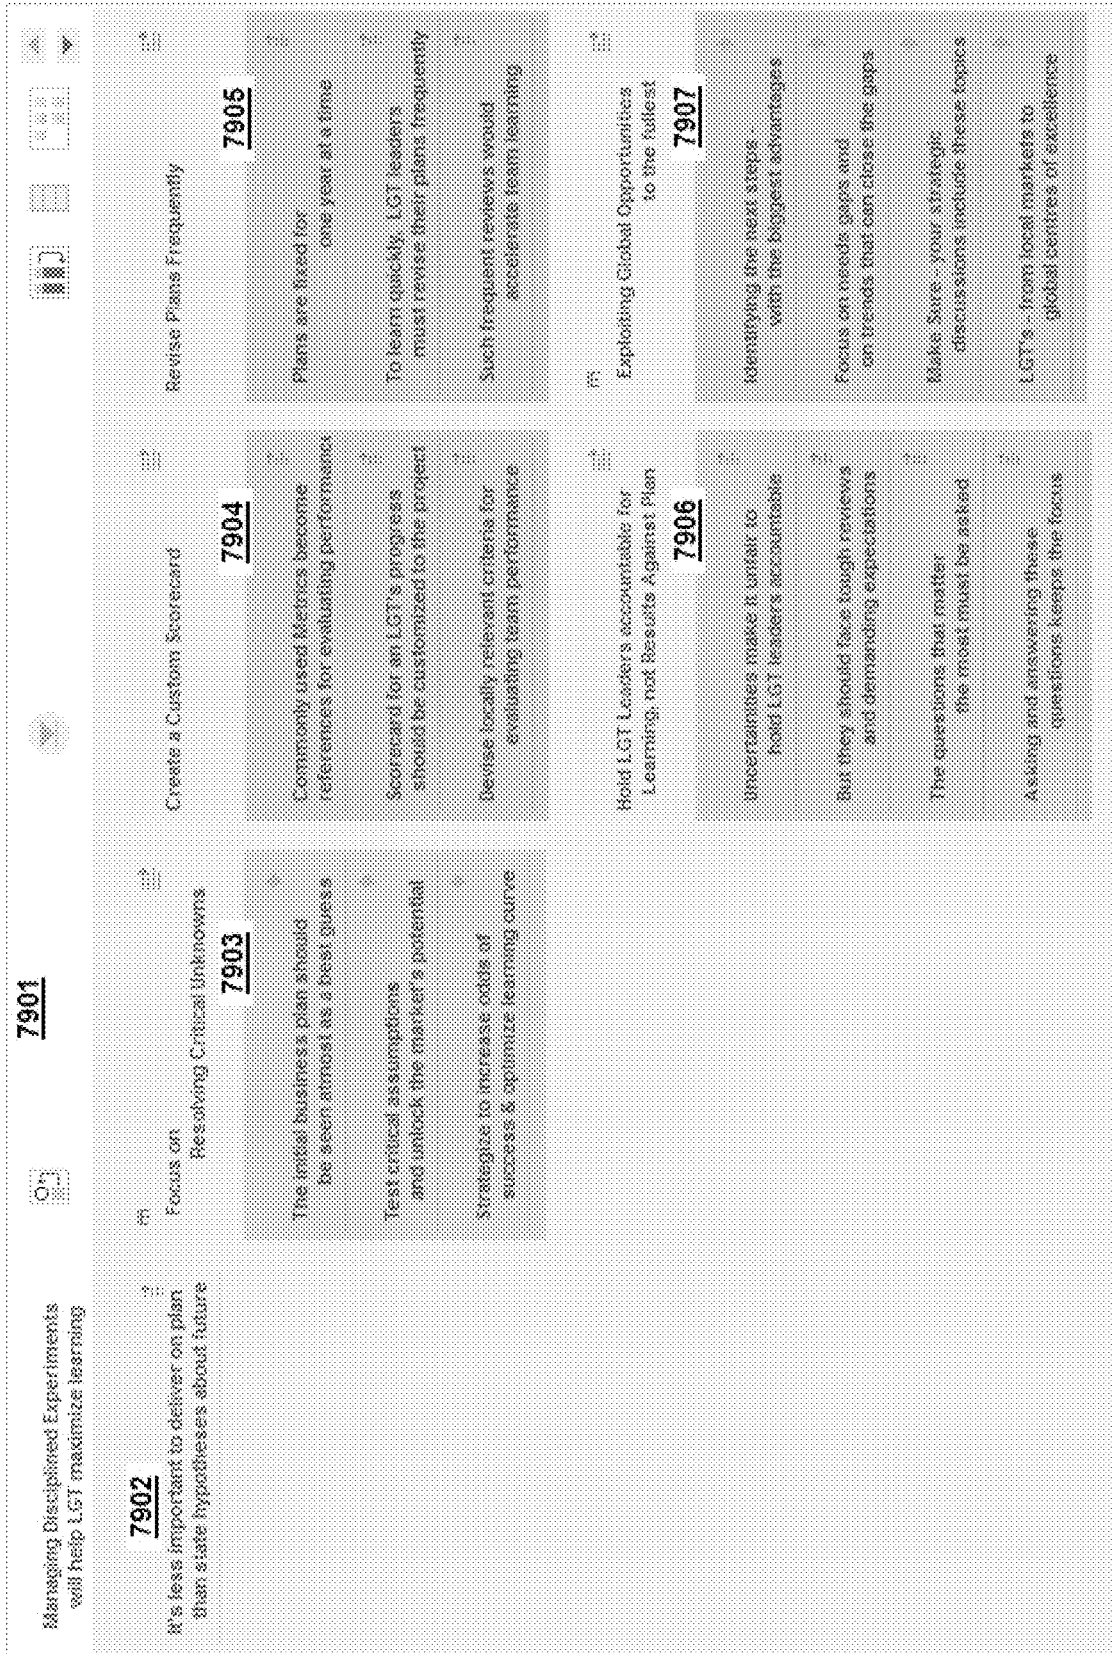 Managing Disciplined Experiments
will help LGT maximize learning
7901
7902
It's less important to deliver on plan
than state hypotheses about future
Focus on
Resolving Critical Unknowns
7903
The initial business plan should
be seen almost as a best guess
Test critical assumptions
and unlock the market's potential
Strategize to increase odds of
success & optimize learning curve
Create a Custom Scorecard
7904
Commonly used Metrics become
references for evaluating performance
Scorecard for an LGT's progress
should be customized to the project
Devise locally relevant criteria for
evaluating team performance
Revise Plans Frequently
7905
Plans are fixed for
one year at a time
To learn quickly, LGT leaders
must revise their plans frequently
Such frequent reviews would
accelerate team learning
Hold LGT Leaders accountable for
Learning, not Results Against Plan
7906
Uncertainties make it unfair to
hold LGT leaders accountable
But they should face tough reviews
and demanding expectations
The questions that matter
the most must be asked
Asking and answering these
questions keeps the focus
Exploiting Global Opportunities
to the fullest
7907
Identifying the next steps
with the biggest advantages
Focus on needs gaps and
on trends that can close the gaps
Make Sure - your strategic
discussions include these topics
LGT's - from local markets to
global centres of excellence